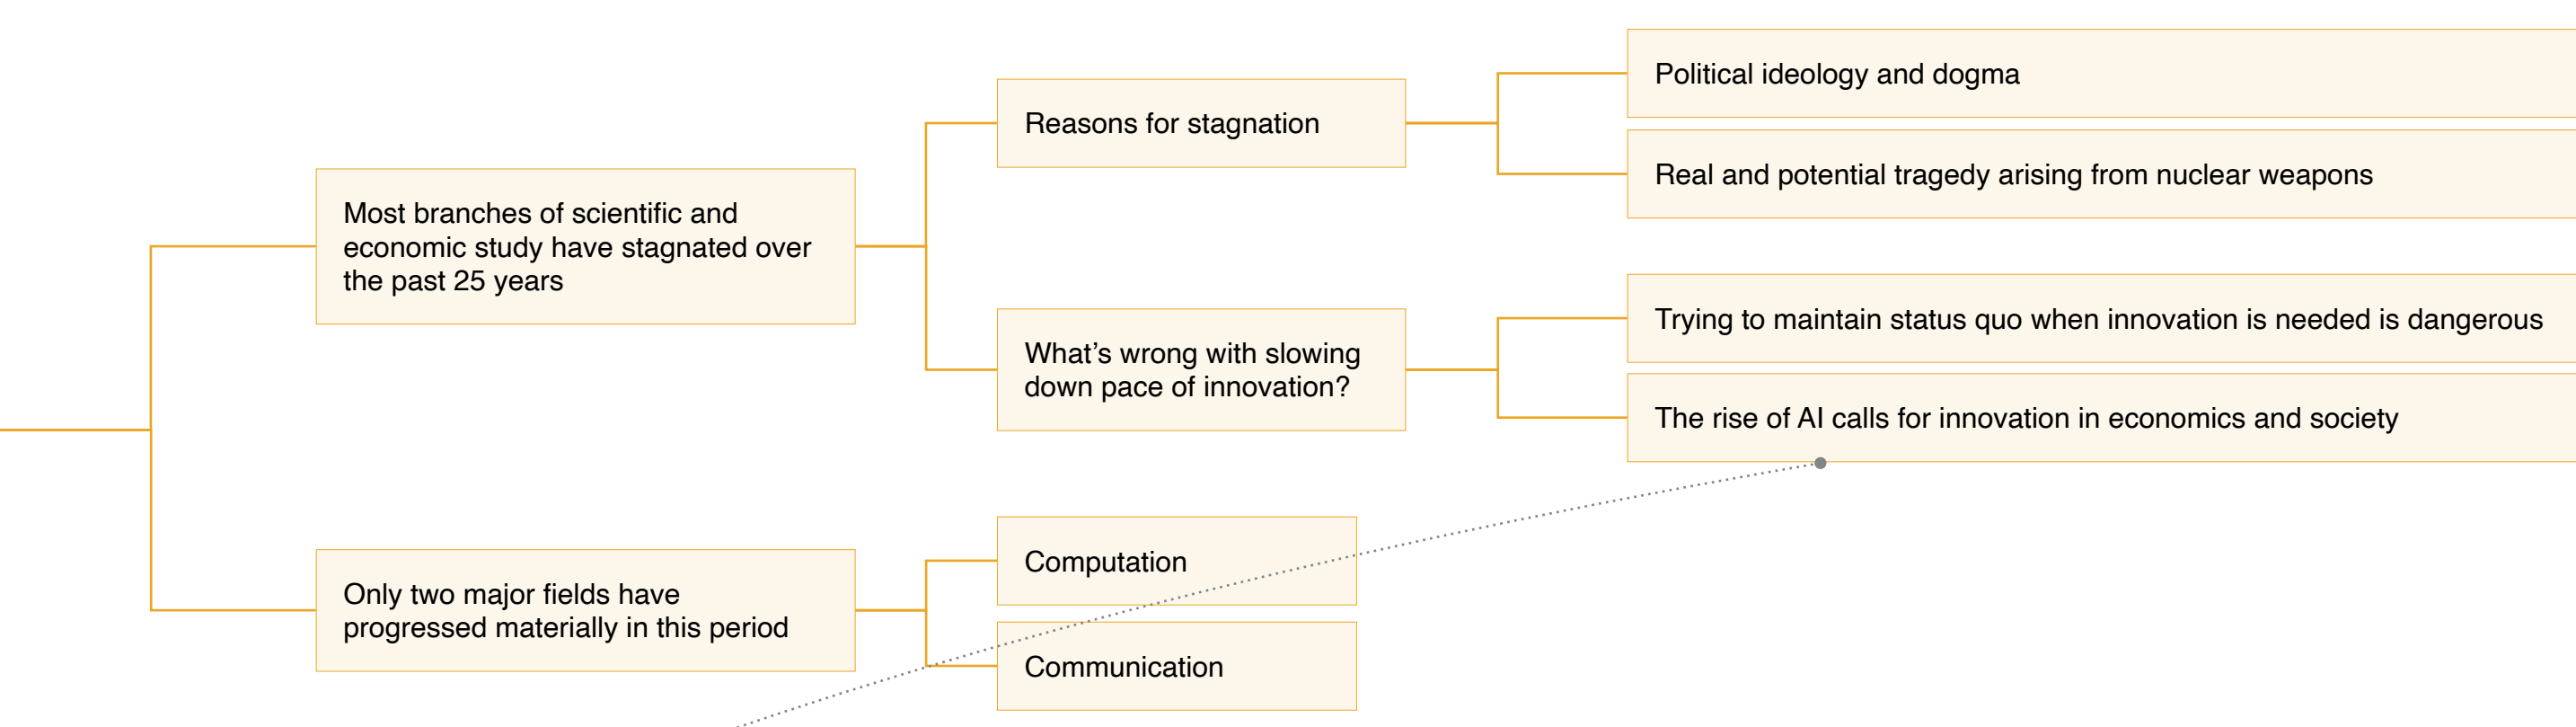 Most branches of scientific and
economic study have stagnated over
the past 25 years
Reasons for stagnation
Political ideology and dogma
Real and potential tragedy arising from nuclear weapons
What’s wrong with slowing
down pace of innovation?
Trying to maintain status quo when innovation is needed is dangerous
The rise of AI calls for innovation in economics and society
Only two major fields have
progressed materially in this period
Computation
Communication